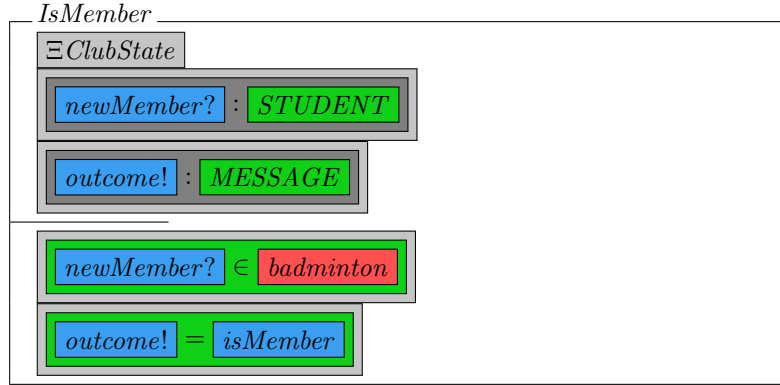 IsMember
ΞClubState
newMember? : STUDENT
outcome! : MESSAGE
newMember? ∈ badminton
outcome! = isMember